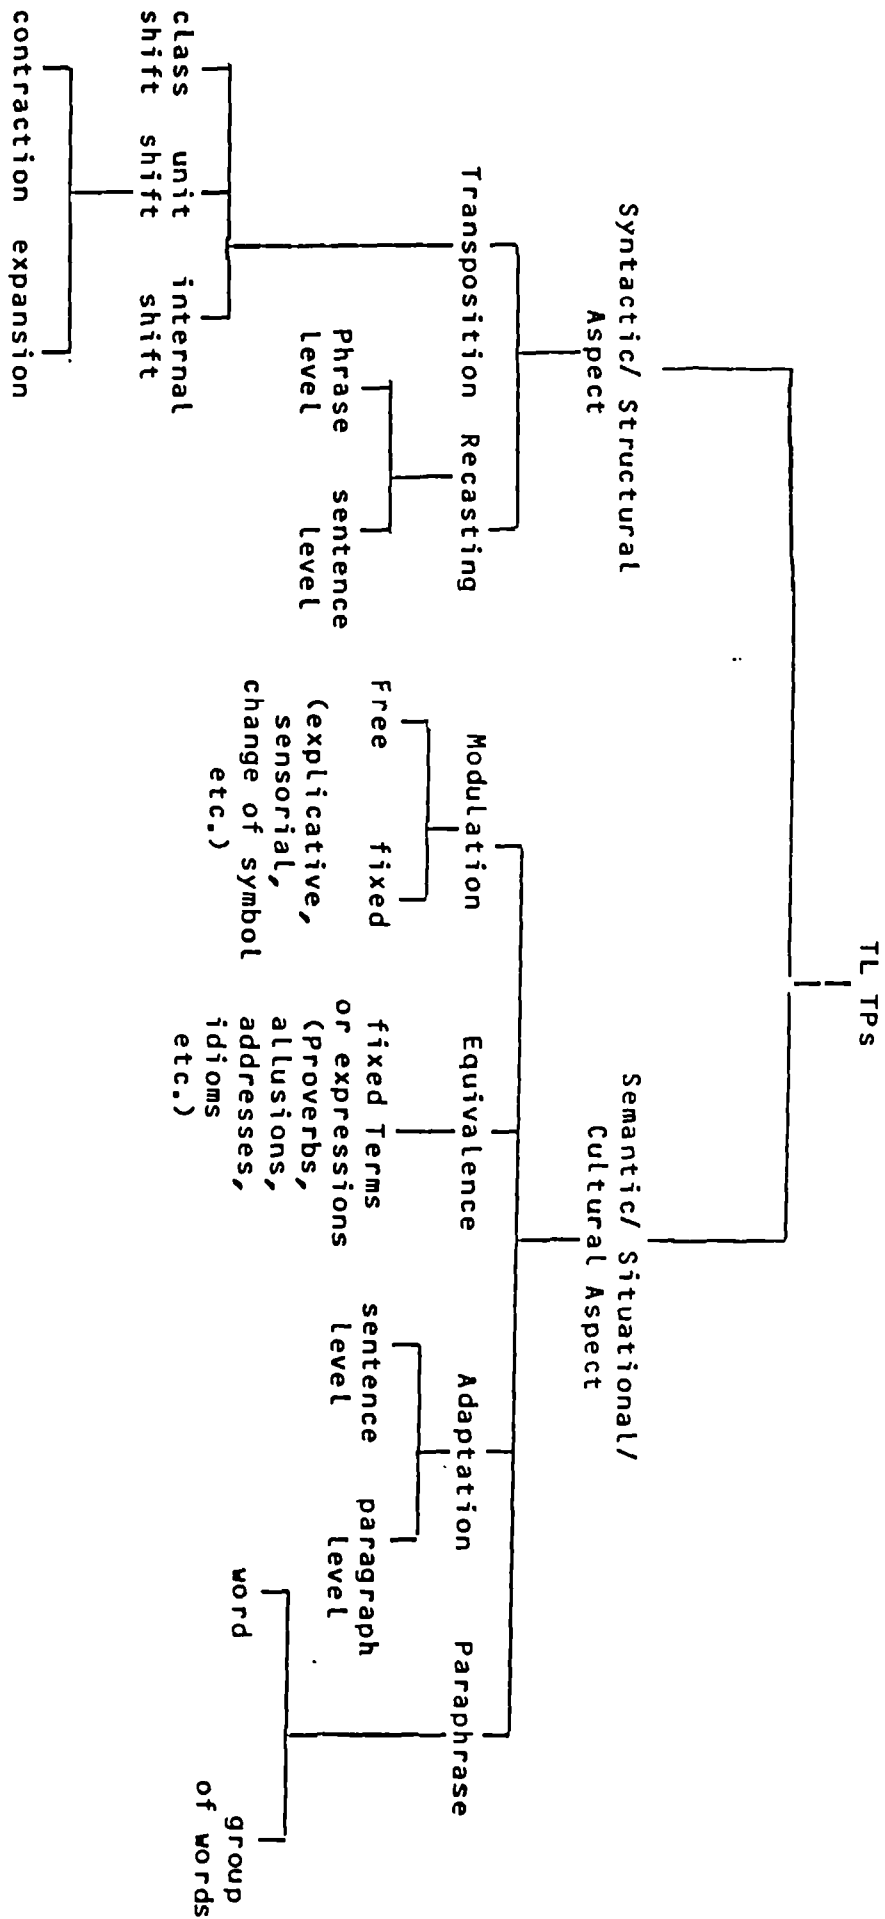 TL TPs
Syntactic/ Structural
Aspect
Semantic/ Situational/
Cultural Aspect
Transposition
Recasting
Modulation
Equivalence
Adaptation
Paraphrase
class
shift
unit
shift
internal
shift
contraction
expansion
Phrase
Level
sentence
Level
Free
fixed
(explicative,
sensorial,
change of symbol
etc.)
fixed Terms
or expressions
(proverbs,
allusions,
addresses,
idioms
etc.)
sentence
level
paragraph
level
word
group
of words